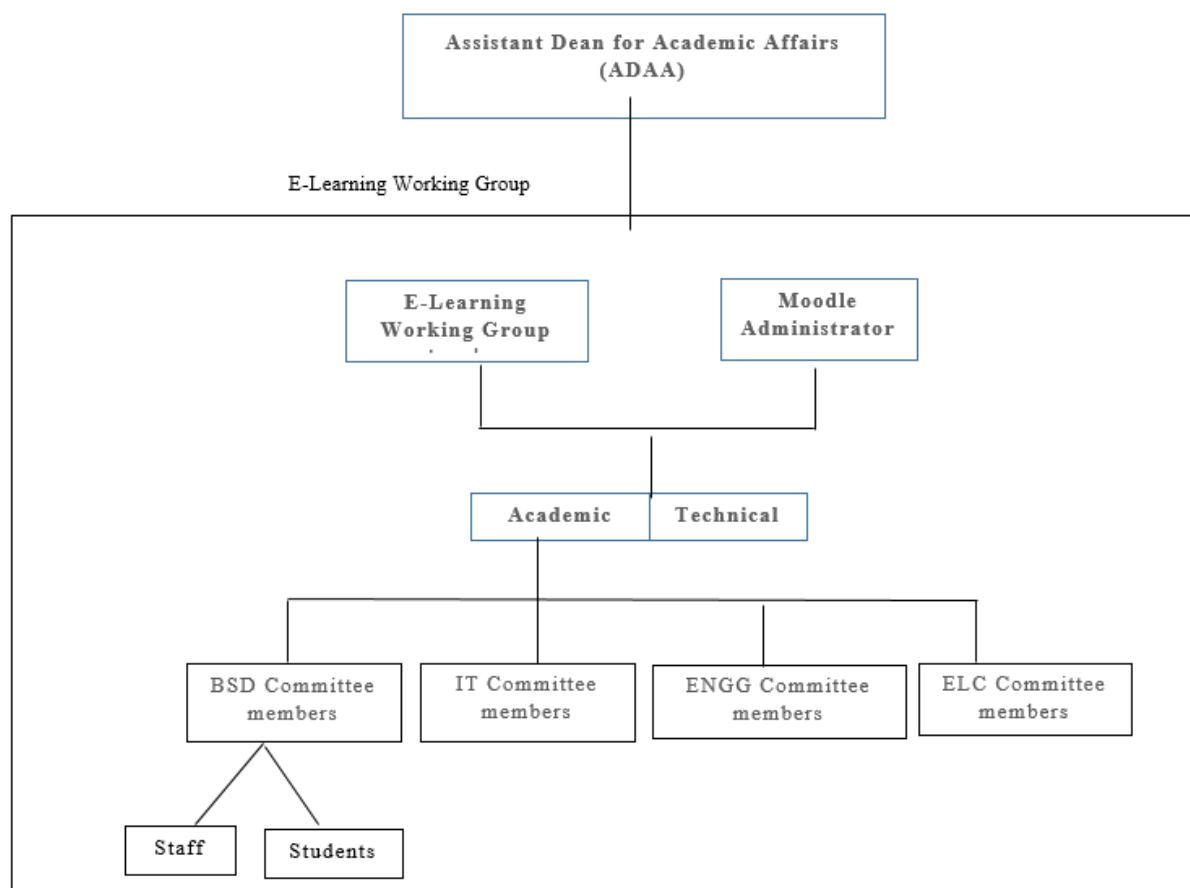 Assistant Dean for Academic Affairs
(ADAA)
E-Learning Working Group
E-Learning
Working Group
Moodle
Administrator
Academic
Technical
BSD Committee
members
IT Committee
members
ENGG Committee
members
ELC Committee
members
Staff
Students